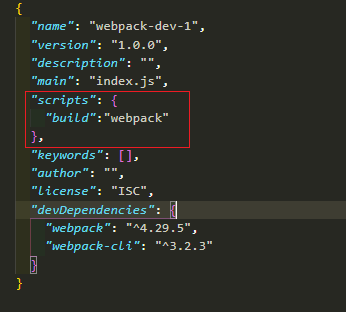 {
"name": "webpack-dev-1",
"version": "1.0.0",
"description": "",
"main": "index.js",
"scripts": {
"build":"webpack"
},
"keywords": [],
"author": "",
"license": "ISC",
"devDependencies": {
"webpack": "^4.29.5",
"webpack-cli": "^3.2.3"
}
}